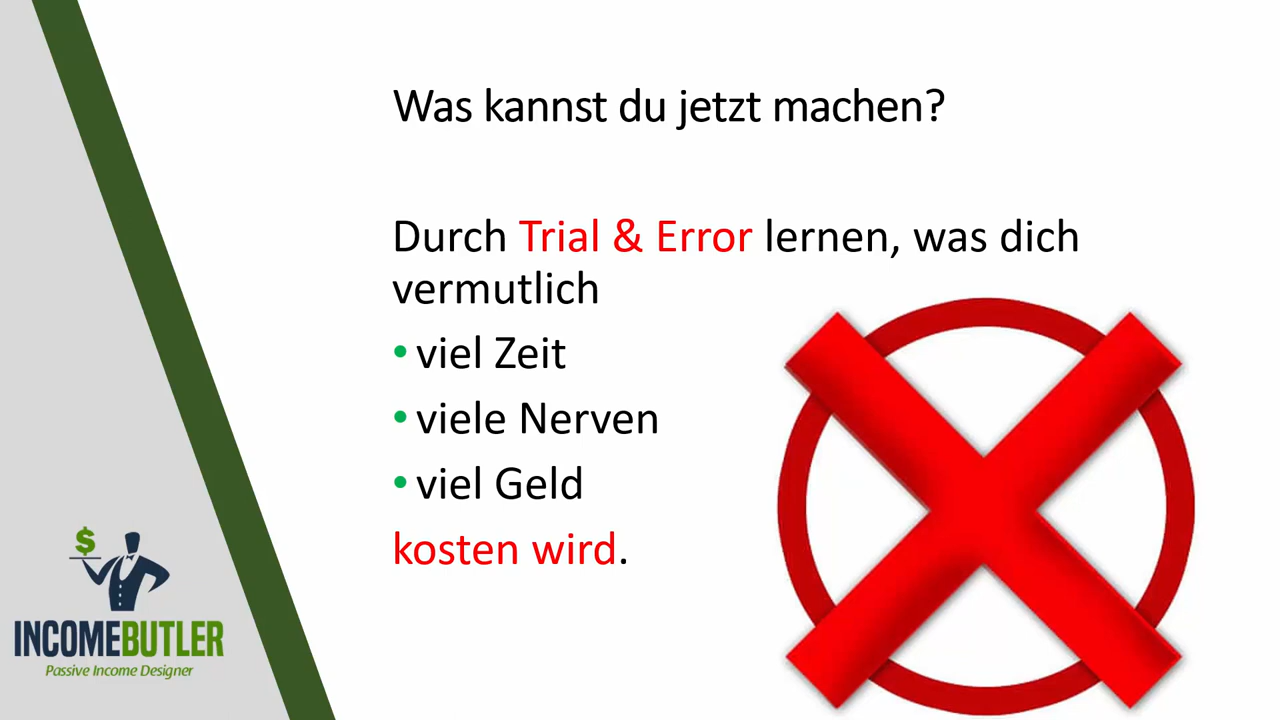 Was kannst du jetzt machen?
Durch Trial & Error lernen, was dich
vermutlich
• viel Zeit
• viele Nerven
• viel Geld
kosten wird.
$
INCOMEBUTLER
Passive Income Designer